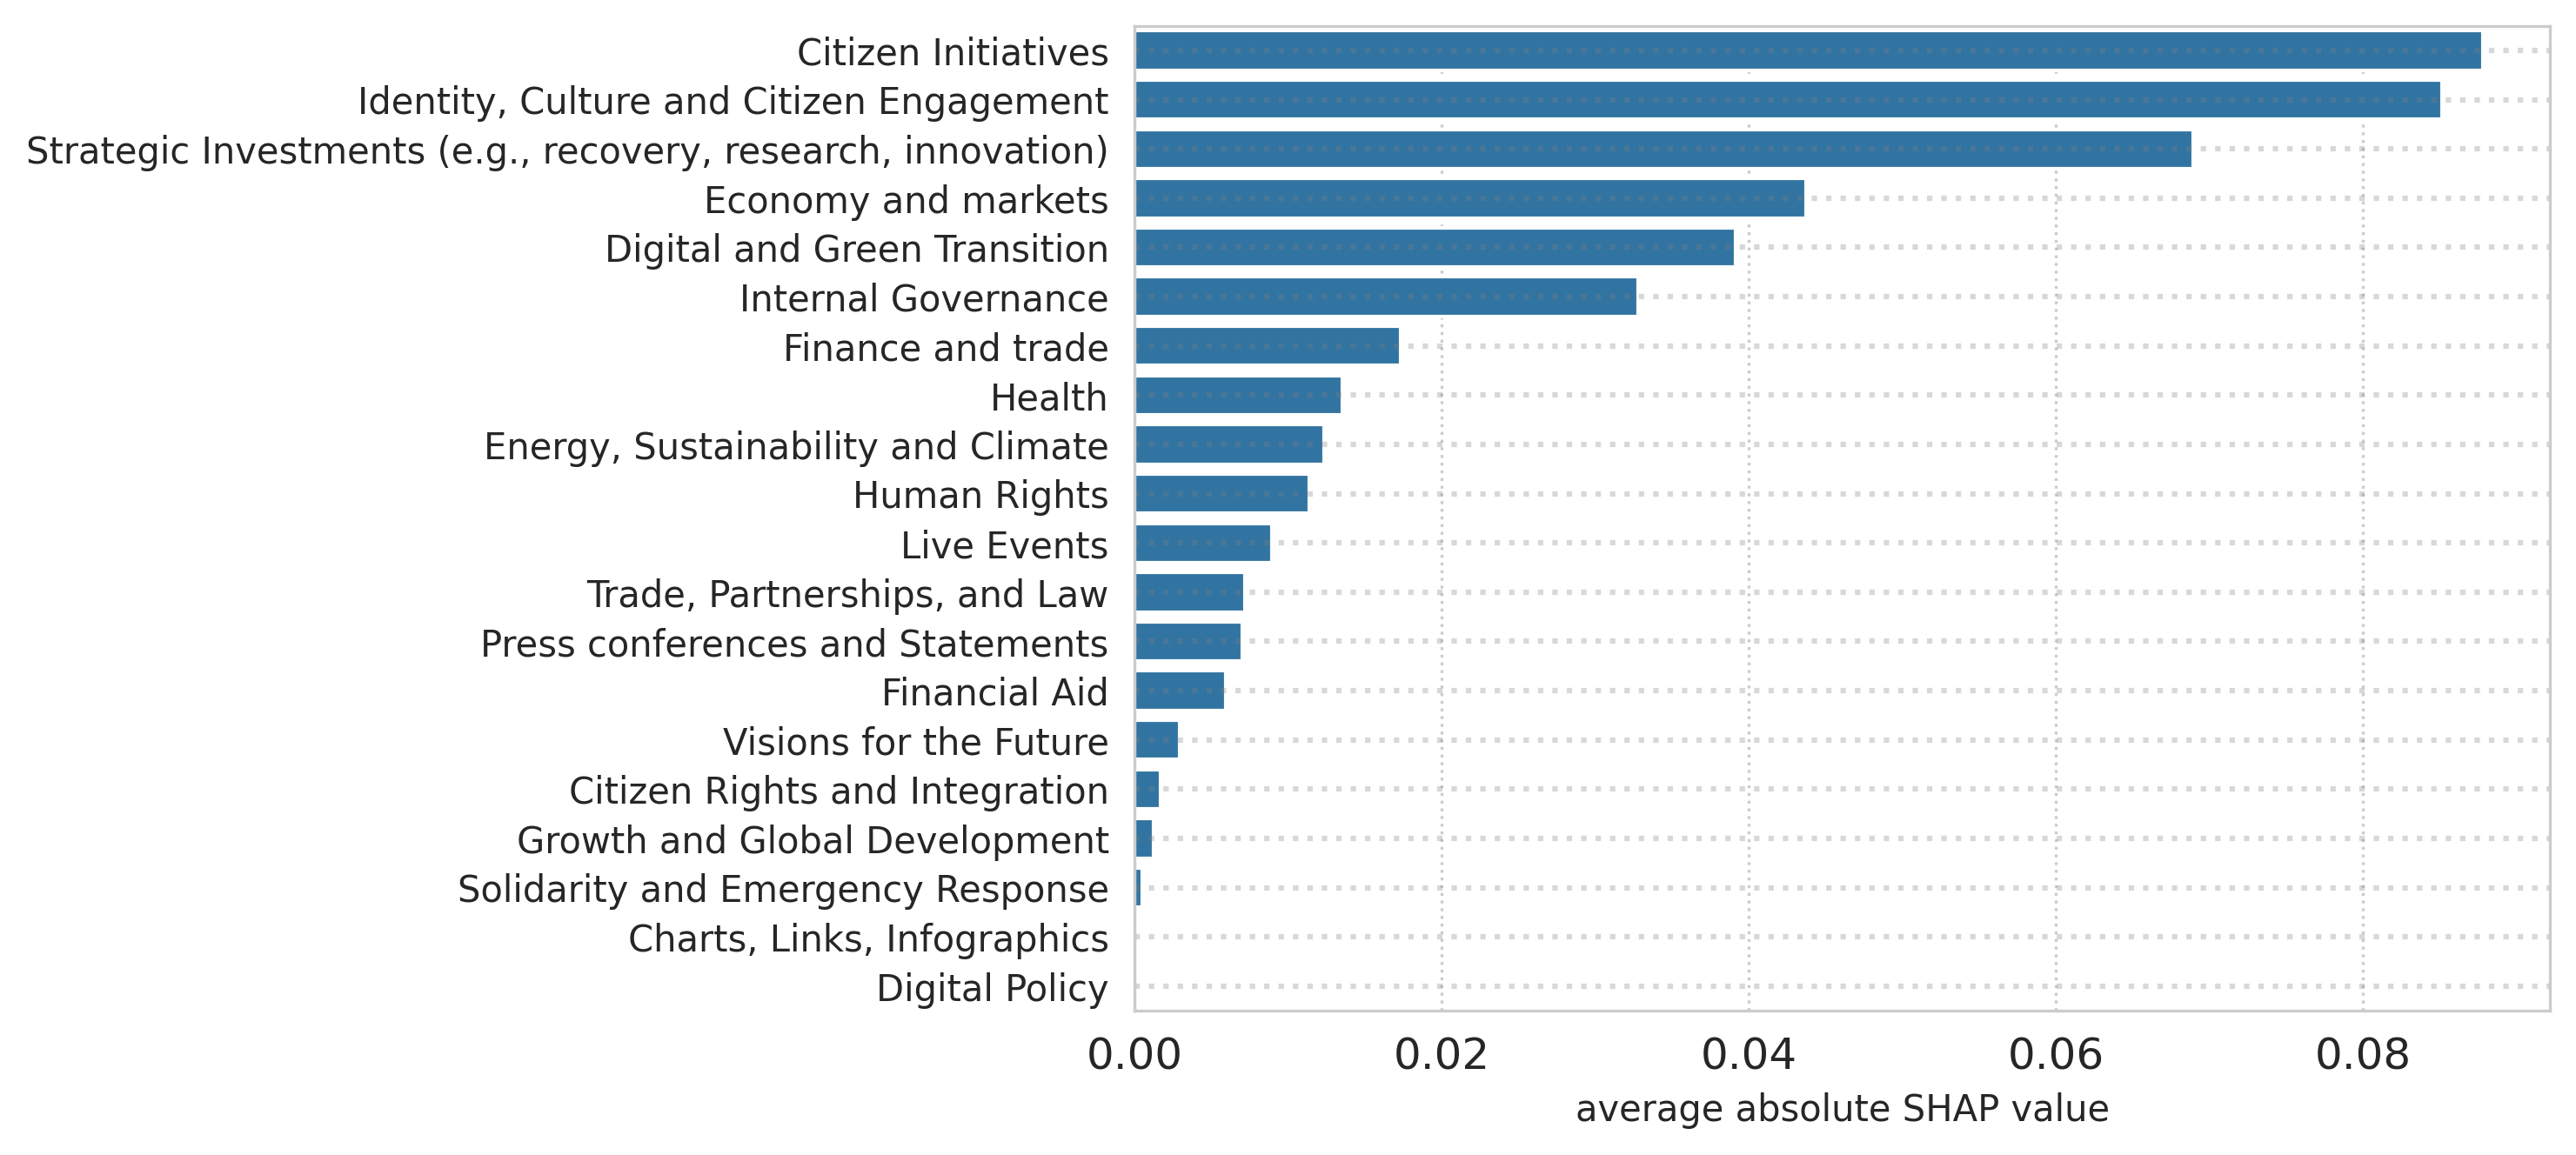 Citizen Initiatives
Identity, Culture and Citizen Engagement
Strategic Investments (e.g., recovery, research, innovation)
Economy and markets
Digital and Green Transition
Internal Governance
Finance and trade
Health
Energy, Sustainability and Climate
Human Rights
Live Events
Trade, Partnerships, and Law
Press conferences and Statements
Financial Aid
Visions for the Future
Citizen Rights and Integration
Growth and Global Development
Solidarity and Emergency Response
Charts, Links, Infographics
Digital Policy
0.00 0.02 0.04 0.06 0.08
average absolute SHAP value